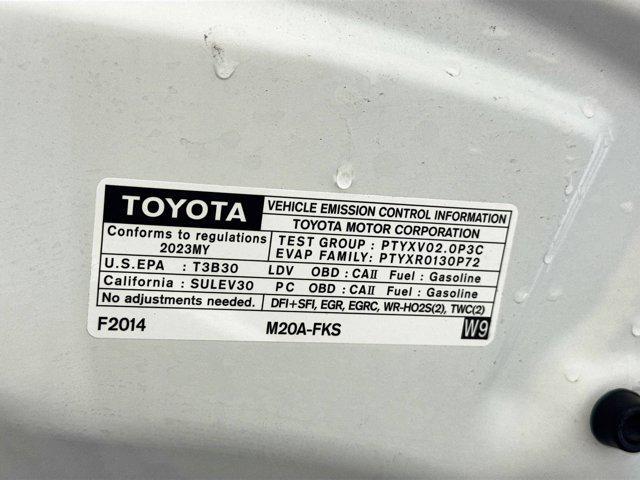 TOYOTA
VEHICLE EMISSION CONTROL INFORMATION
TOYOTA MOTOR CORPORATION
Conforms to regulations
2023MY
TEST GROUP : PTYXV02.0P3C
EVAP FAMILY: PTYXR0130P72
U.S.EPA : T3B30 LDV OBD : CAII Fuel : Gasoline
California : SULEV30 PC OBD : CAII Fuel : Gasoline
No adjustments needed. DFI+SFI, EGR, EGRC, WR-HO2S(2), TWC(2)
F2014 M20A-FKS W9